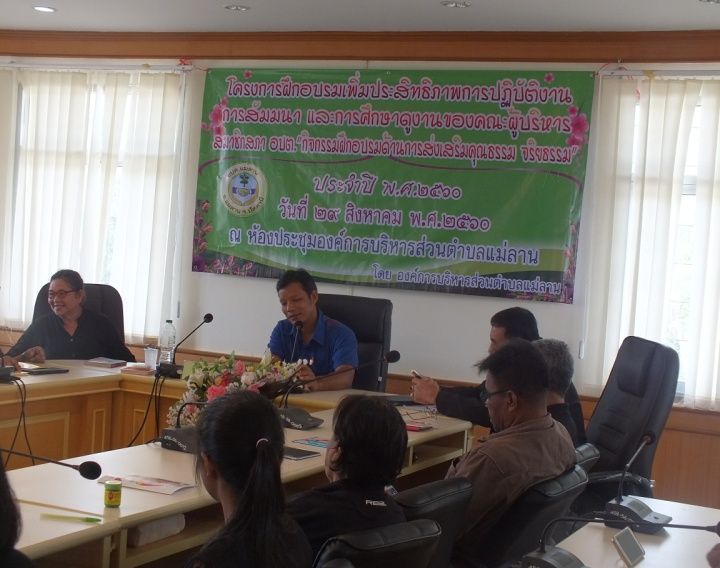 โครงการฝึกอบรมเพิ่มประสิทธิภาพการปฏิบัติงาน
การสัมมนา และการศึกษาดูงานของคณะผู้บริหาร
สมาชิกสภา อบต."กิจกรรมฝึกอบรมด้านการส่งเสริมคุณธรรม จริยธรรม"
ประจำปี พ.ศ.๒๕๖๐
วันที่ ๒๙ สิงหาคม พ.ศ.๒๕๖๐
ณ ห้องประชุมองค์การบริหารส่วนตำบลแม่ลาน
โดย องค์การบริหารส่วนตำบลแม่ลาน